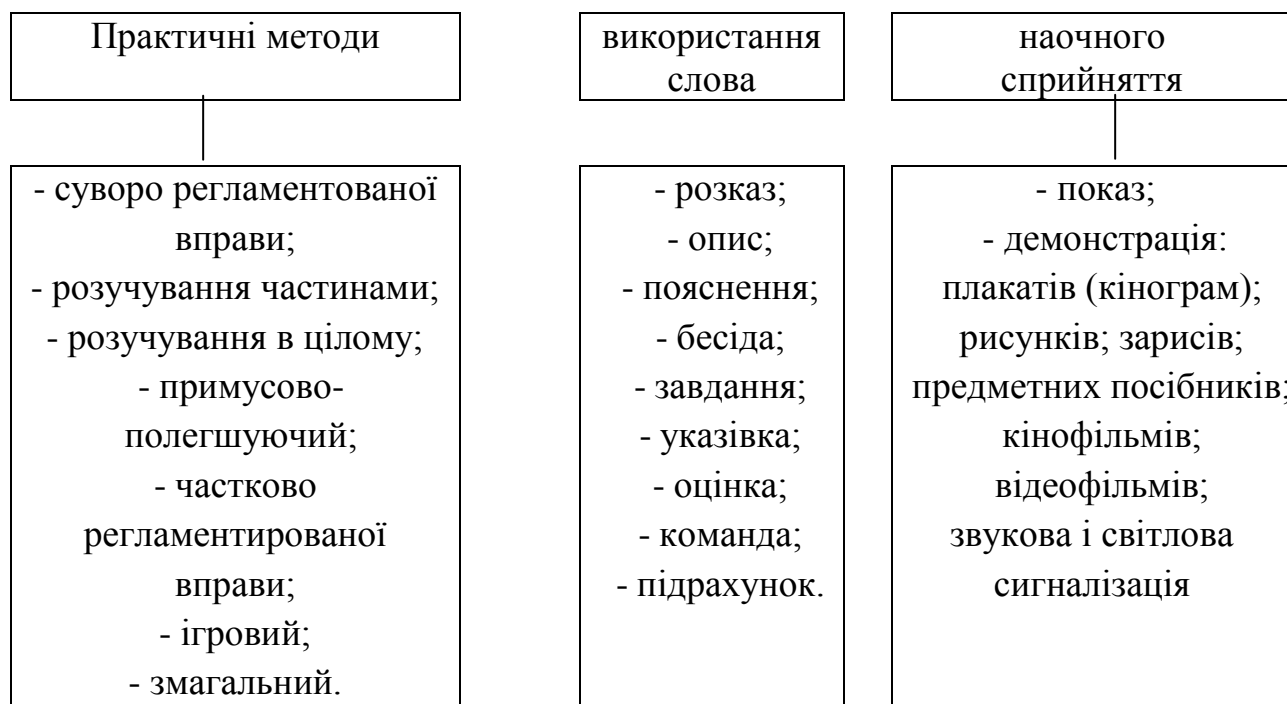 Практичні методи
використання
слова
наочного
сприйняття
- суворо регламентованої
вправи;
- розучування частинами;
- розучування в цілому;
- примусово-
полегшуючий;
- частково
регламентированої
вправи;
- ігровий;
- змагальний.
- розказ;
- опис;
- пояснення;
- бесіда;
- завдання;
- указівка;
- оцінка;
- команда;
- підрахунок.
- показ;
- демонстрація:
плакатів (кінограм);
рисунків; зарисів;
предметних посібників;
кінофільмів;
відеофільмів;
звукова і світлова
сигналізація